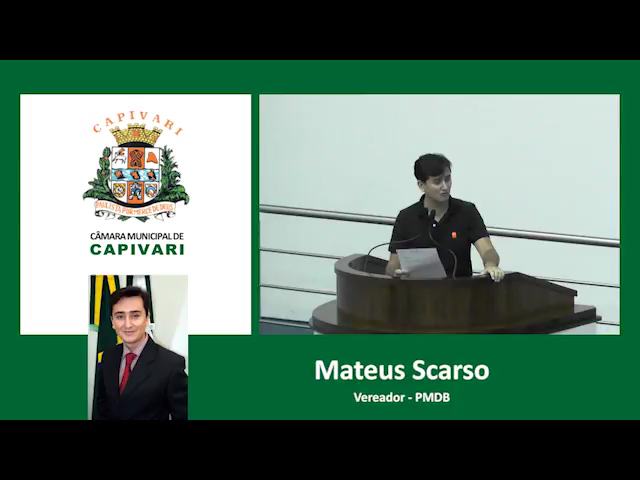 CAPIVARI
PAULISTA POR MERCÊ DE DEUS
CÂMARA MUNICIPAL DE
CAPIVARI
Mateus Scarso
Vereador - PMDB